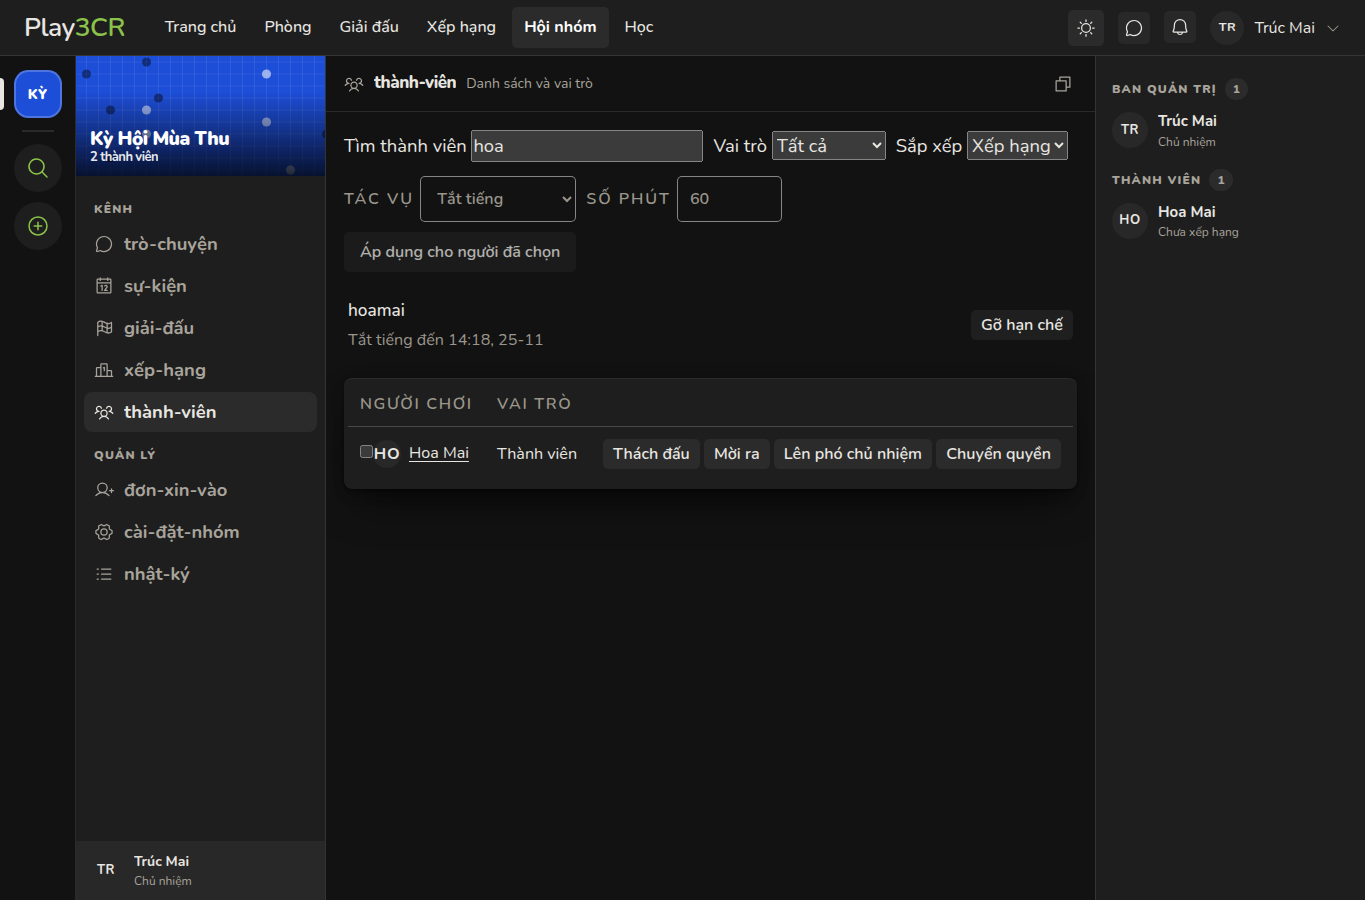 Play3CR
Trang chủ
Phòng
Giải đấu
Xếp hạng
Hội nhóm
Học
TR
Trúc Mai
KỲ
Kỳ Hội Mùa Thu
2 thành viên
KÊNH
trò-chuyện
sự-kiện
giải-đấu
xếp-hạng
thành-viên
QUẢN LÝ
đơn-xin-vào
cài-đặt-nhóm
nhật-ký
TR
Trúc Mai
Chủ nhiệm
thành-viên Danh sách và vai trò
Tìm thành viên hoa Vai trò Tất cả Sắp xếp Xếp hạng
TÁC VỤ Tắt tiếng SỐ PHÚT 60
Áp dụng cho người đã chọn
hoamai
Tắt tiếng đến 14:18, 25-11
Gỡ hạn chế
NGƯỜI CHƠI VAI TRÒ
HO Hoa Mai Thành viên Thách đấu Mời ra Lên phó chủ nhiệm Chuyển quyền
BAN QUẢN TRỊ 1
TR
Trúc Mai
Chủ nhiệm
THÀNH VIÊN 1
HO
Hoa Mai
Chưa xếp hạng